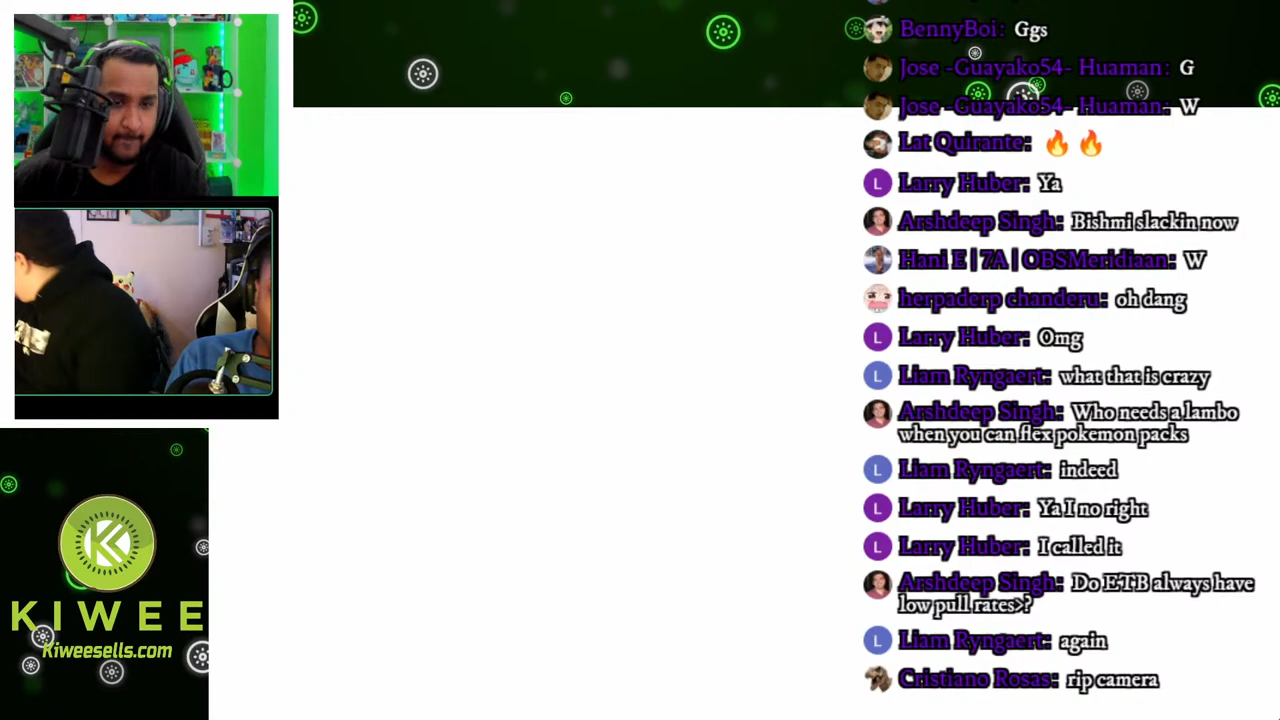 BennyBoi: Ggs
Jose -Guayako54- Huaman: G
Jose -Guayako54- Huaman: W
Lat Quirante: 🔥 🔥
L Larry Huber: Ya
Arshdeep Singh: Bishmi slackin now
Hani E | 7A | OBSMeridiaan: W
herpaderp chanderu: oh dang
L Larry Huber: Omg
L Liam Ryngaert: what that is crazy
Arshdeep Singh: Who needs a lambo
when you can flex pokemon packs
L Liam Ryngaert: indeed
L Larry Huber: Ya I no right
L Larry Huber: I called it
Arshdeep Singh: Do ETB always have
low pull rates>?
L Liam Ryngaert: again
Cristiano Rosas: rip camera
K
KIWEE
Kiweesells.com